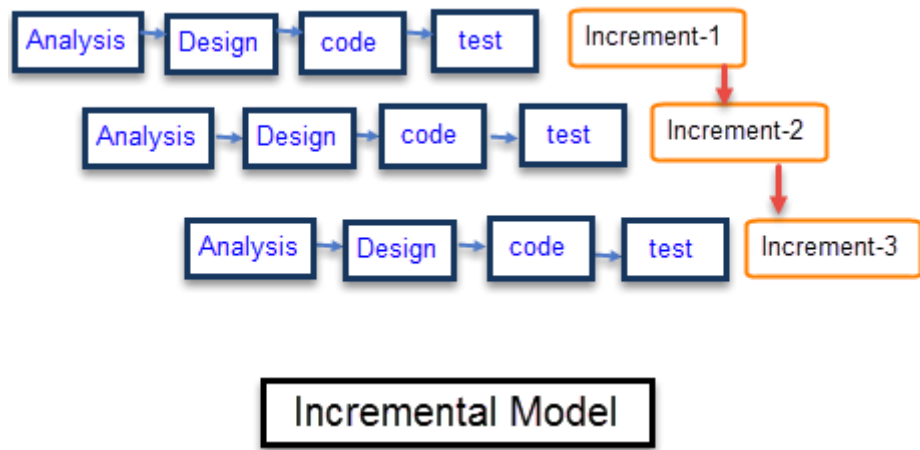 Analysis Design code test Increment-1
Analysis Design code test Increment-2
Analysis Design code test Increment-3
Incremental Model